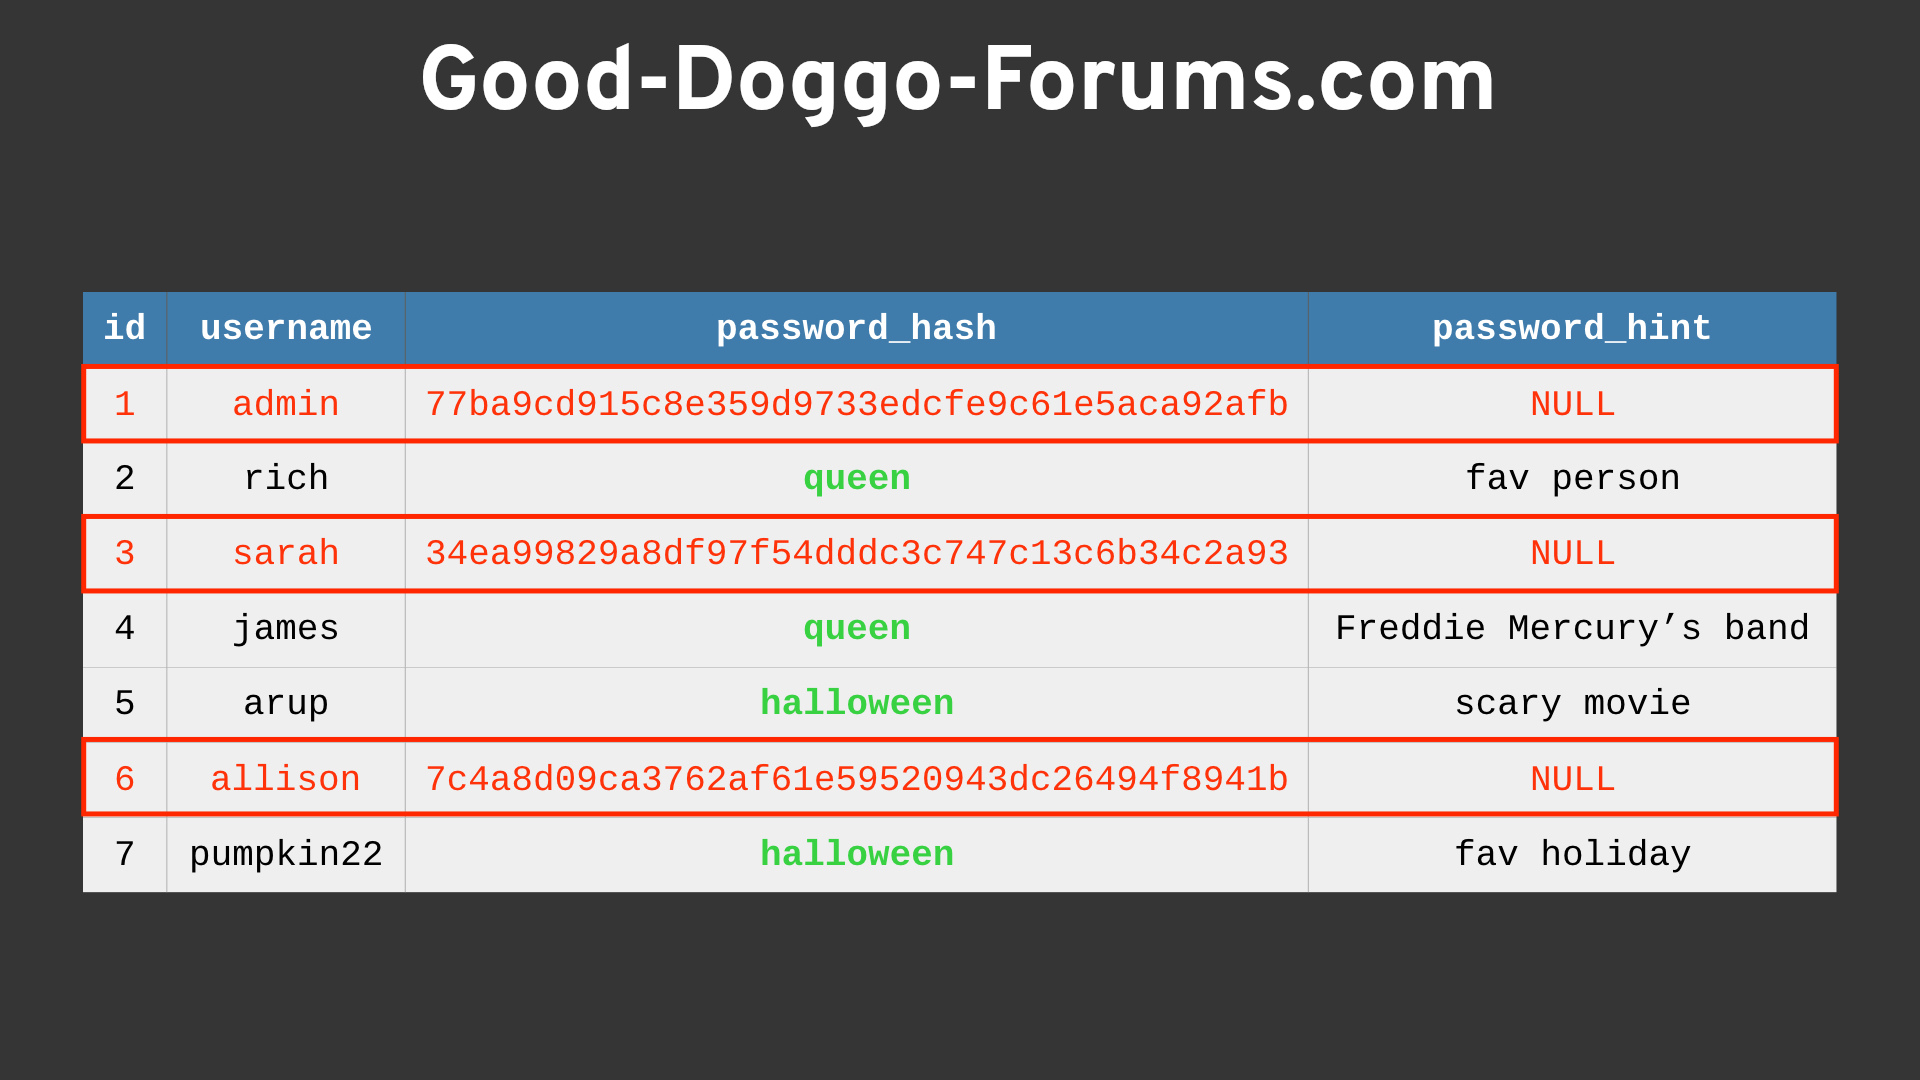 Good-Doggo-Forums.com
id username password_hash password_hint
1 admin 77ba9cd915c8e359d9733edcfe9c61e5aca92afb NULL
2 rich queen fav person
3 sarah 34ea99829a8df97f54dddc3c747c13c6b34c2a93 NULL
4 james queen Freddie Mercury’s band
5 arup halloween scary movie
6 allison 7c4a8d09ca3762af61e59520943dc26494f8941b NULL
7 pumpkin22 halloween fav holiday